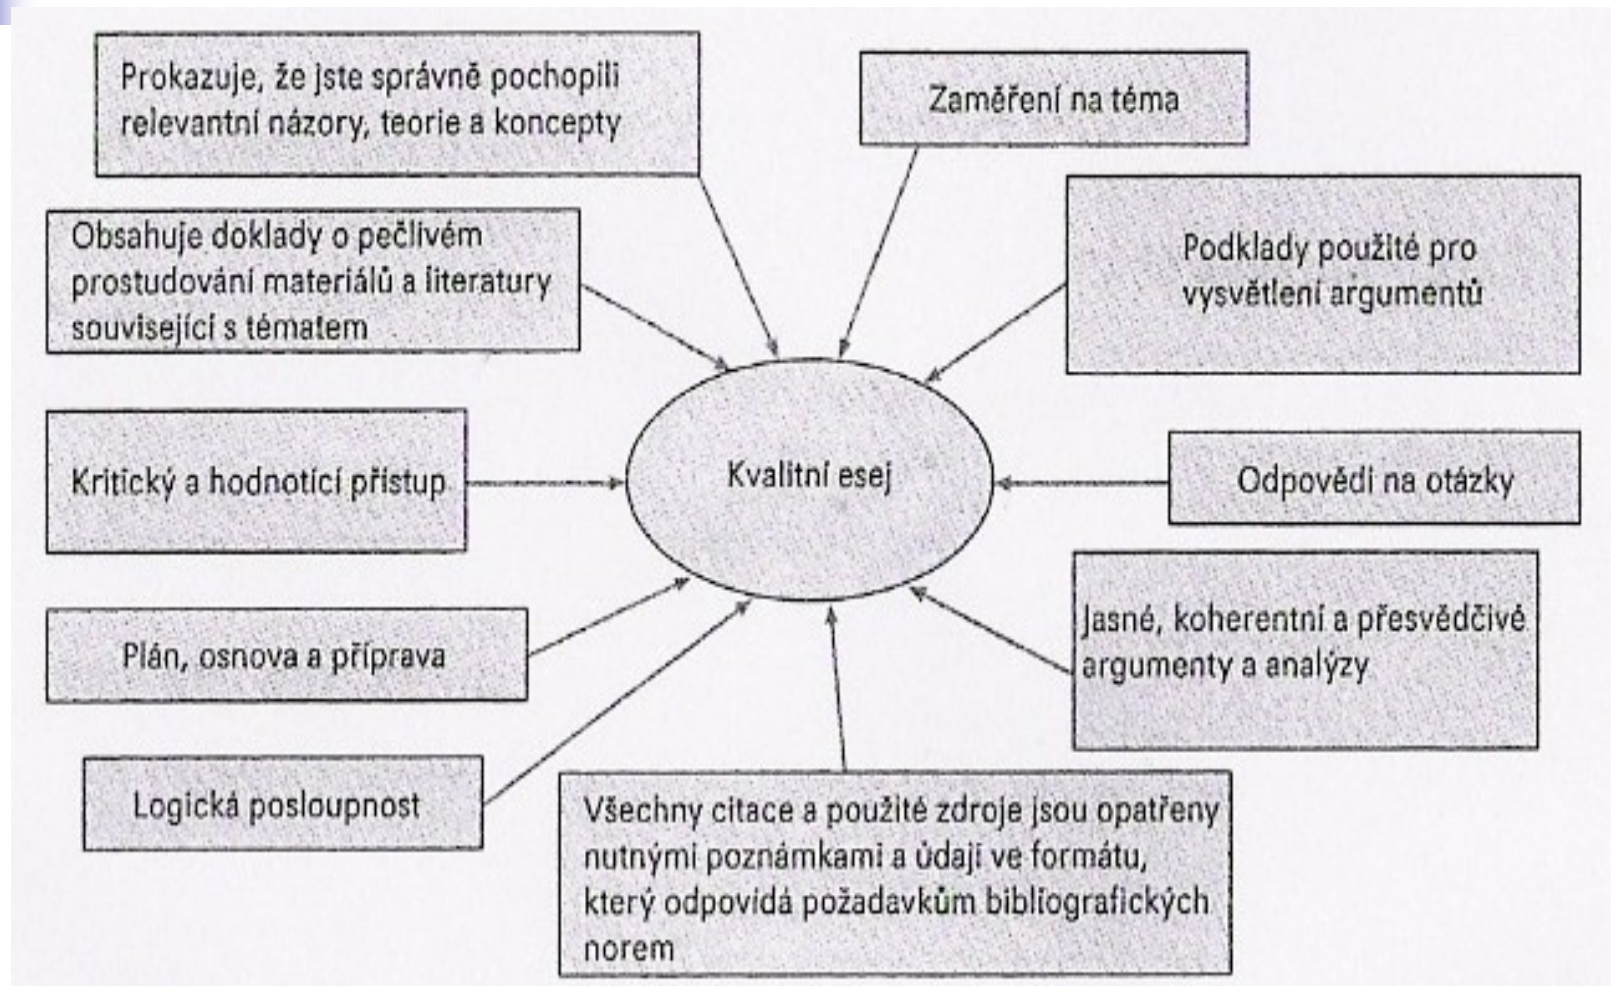 Prokazuje, že jste správně pochopili
relevantní názory, teorie a koncepty
Zaměření na téma
Obsahuje doklady o pečlivém
prostudování materiálů a literatury
související s tématem
Podklady použité pro
vysvětlení argumentů
Kritický a hodnotící přístup
Kvalitní esej
Odpovědi na otázky
Plán, osnova a příprava
Jasné, koherentní a přesvědčivé
argumenty a analýzy
Logická posloupnost
Všechny citace a použité zdroje jsou opatřeny
nutnými poznámkami a údaji ve formátu,
který odpovídá požadavkům bibliografických
norem